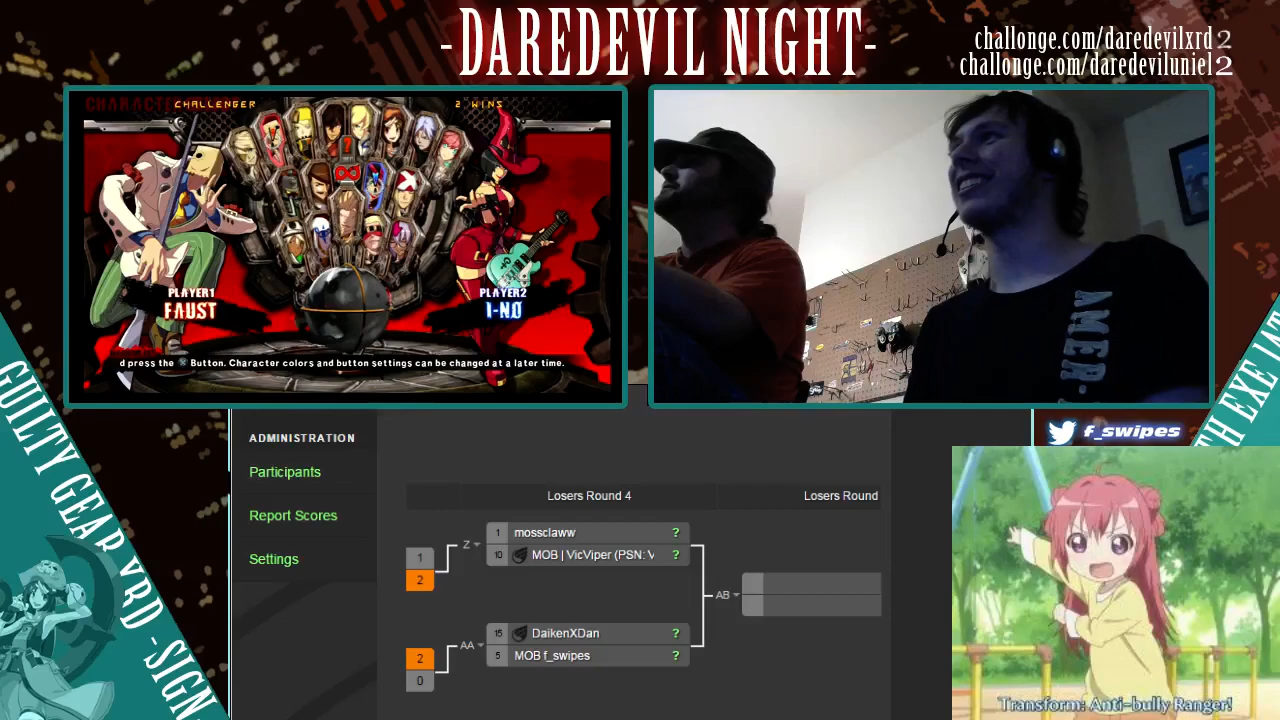 -DAREDEVIL NIGHT-
challonge.com/daredevilxrd2
challonge.com/daredeviluniel2
CHALLENGER
2 WINS
PLAYER1
FAUST
PLAYER2
I-NO
d press the Button. Character colors and button settings can be changed at a later time.
AMER
GUILTY GEAR XRD -SIGN
EXE LAT
f_swipes
ADMINISTRATION
Participants
Report Scores
Settings
Losers Round 4
Losers Round
1
2
Z
1 mossclaww ?
10 MOB | VicViper (PSN: V ?
AB
2
0
AA
15 DaikenXDan ?
5 MOB f_swipes ?
Transform: Anti-bully Ranger!